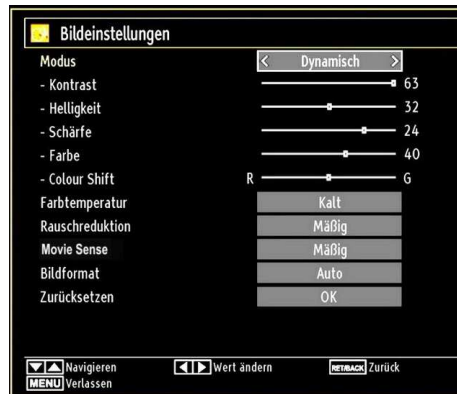 Bildeinstellungen
Modus < Dynamisch >
- Kontrast 63
- Helligkeit 32
- Schärfe 24
- Farbe 40
- Colour Shift R G
Farbtemperatur Kalt
Rauschreduktion Mäßig
Movie Sense Mäßig
Bildformat Auto
Zurücksetzen OK
Navigieren Wert ändern RET/BACK Zurück
MENU Verlassen